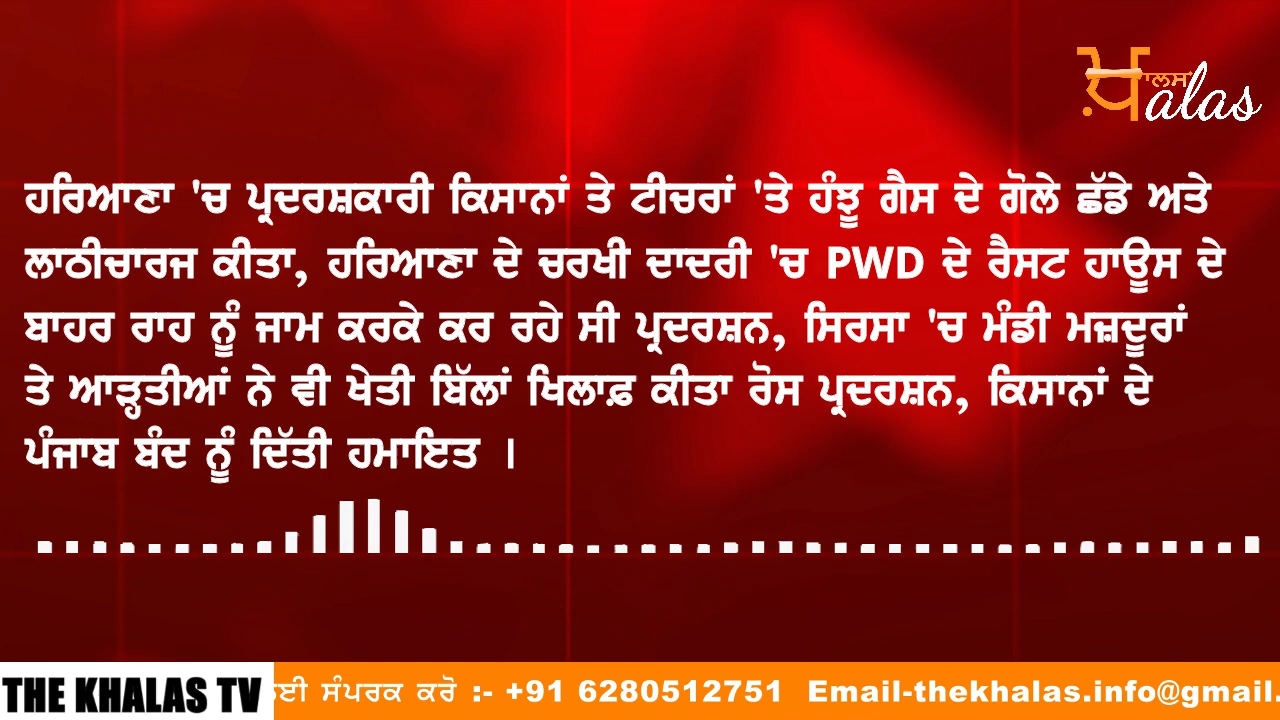 ਖ਼ਾਲਸ
alas
ਹਰਿਆਣਾ 'ਚ ਪ੍ਰਦਰਸ਼ਕਾਰੀ ਕਿਸਾਨਾਂ ਤੇ ਟੀਚਰਾਂ 'ਤੇ ਹੰਝੂ ਗੈਸ ਦੇ ਗੋਲੇ ਛੱਡੇ ਅਤੇ
ਲਾਠੀਚਾਰਜ ਕੀਤਾ, ਹਰਿਆਣਾ ਦੇ ਚਰਖੀ ਦਾਦਰੀ 'ਚ PWD ਦੇ ਰੈਸਟ ਹਾਊਸ ਦੇ
ਬਾਹਰ ਰਾਹ ਨੂੰ ਜਾਮ ਕਰਕੇ ਕਰ ਰਹੇ ਸੀ ਪ੍ਰਦਰਸ਼ਨ, ਸਿਰਸਾ 'ਚ ਮੰਡੀ ਮਜ਼ਦੂਰਾਂ
ਤੇ ਆੜ੍ਹਤੀਆਂ ਨੇ ਵੀ ਖੇਤੀ ਬਿੱਲਾਂ ਖਿਲਾਫ਼ ਕੀਤਾ ਰੋਸ ਪ੍ਰਦਰਸ਼ਨ, ਕਿਸਾਨਾਂ ਦੇ
ਪੰਜਾਬ ਬੰਦ ਨੂੰ ਦਿੱਤੀ ਹਮਾਇਤ ।
THE KHALAS TV ਈ ਸੰਪਰਕ ਕਰੋ :- +91 6280512751 Email-thekhalas.info@gmail.